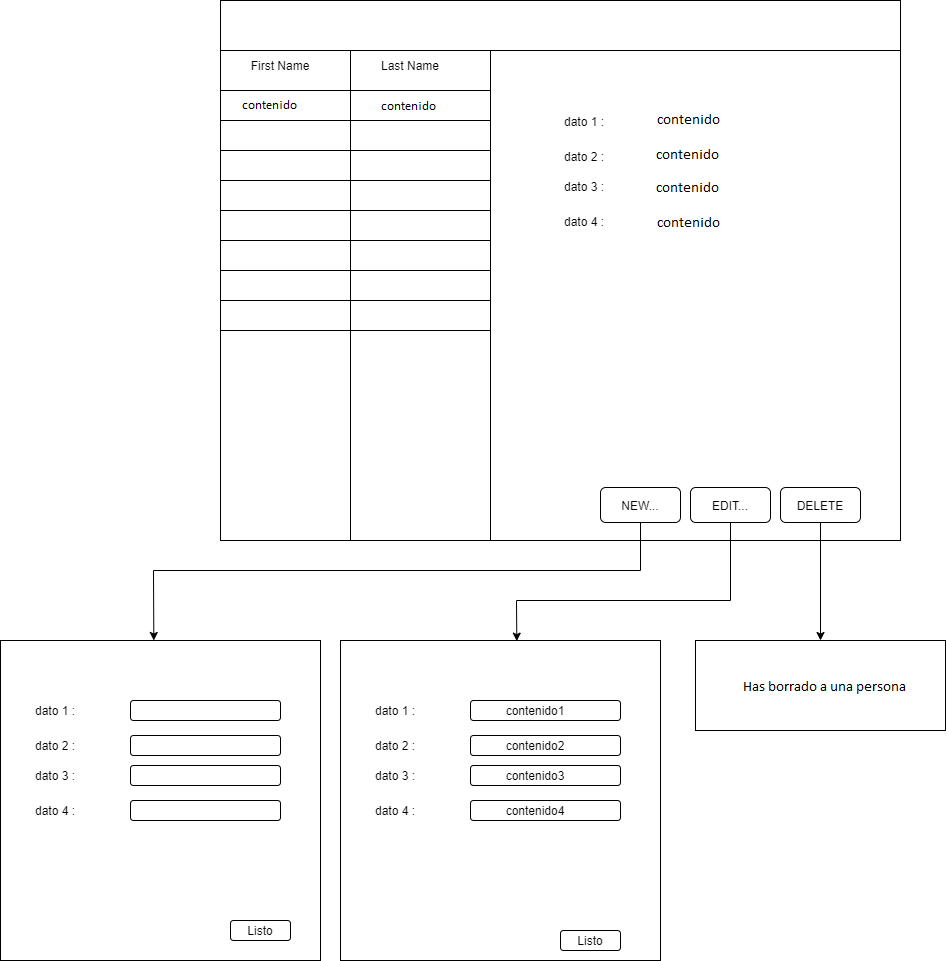 First Name Last Name
contenido contenido
dato 1 : contenido
dato 2 : contenido
dato 3 : contenido
dato 4 : contenido
NEW... EDIT... DELETE
dato 1 :
dato 2 :
dato 3 :
dato 4 :
Listo
dato 1 : contenido1
dato 2 : contenido2
dato 3 : contenido3
dato 4 : contenido4
Listo
Has borrado a una persona